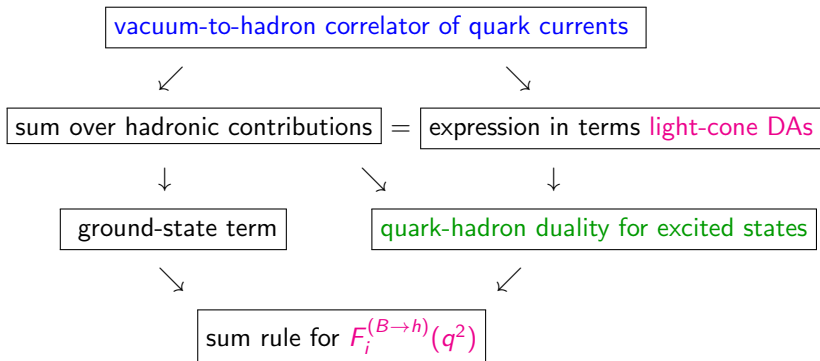 vacuum-to-hadron correlator of quark currents
↙ ↘
sum over hadronic contributions = expression in terms light-cone DAs
↓ ↘ ↓
ground-state term quark-hadron duality for excited states
↘ ↙
sum rule for F_i^{(B→h)}(q^2)